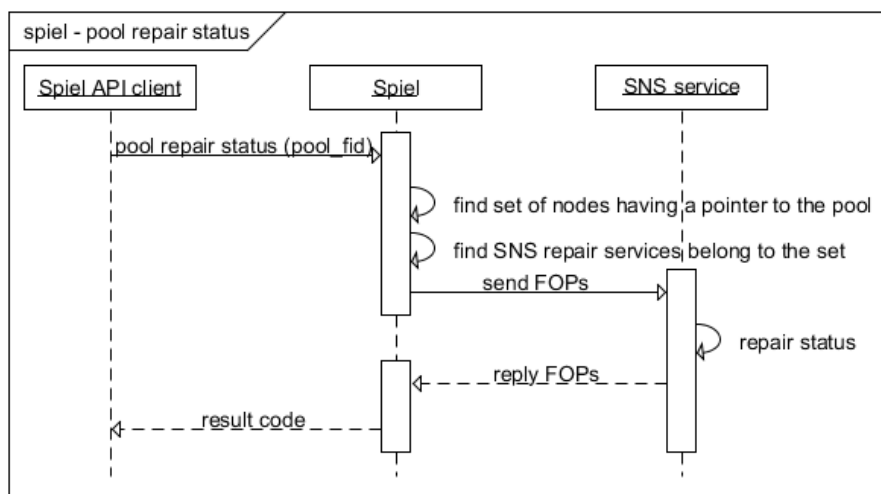 spiel - pool repair status
Spiel API client
Spiel
SNS service
pool repair status (pool_fid)
find set of nodes having a pointer to the pool
find SNS repair services belong to the set
send FOPs
repair status
reply FOPs
result code